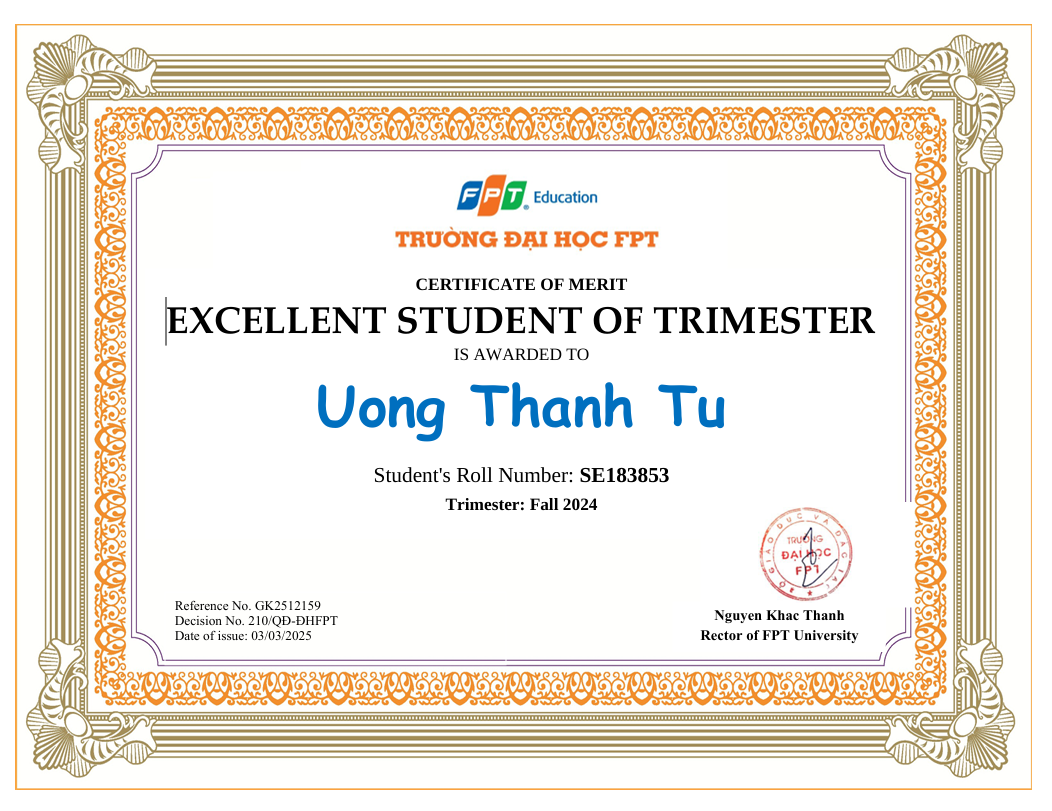 FPT Education
TRƯỜNG ĐẠI HỌC FPT
CERTIFICATE OF MERIT
EXCELLENT STUDENT OF TRIMESTER
IS AWARDED TO
Uong Thanh Tu
Student's Roll Number: SE183853
Trimester: Fall 2024
TRƯỜNG
ĐẠI HỌC
FPT
Reference No. GK2512159
Decision No. 210/QĐ-ĐHFPT
Date of issue: 03/03/2025
Nguyen Khac Thanh
Rector of FPT University